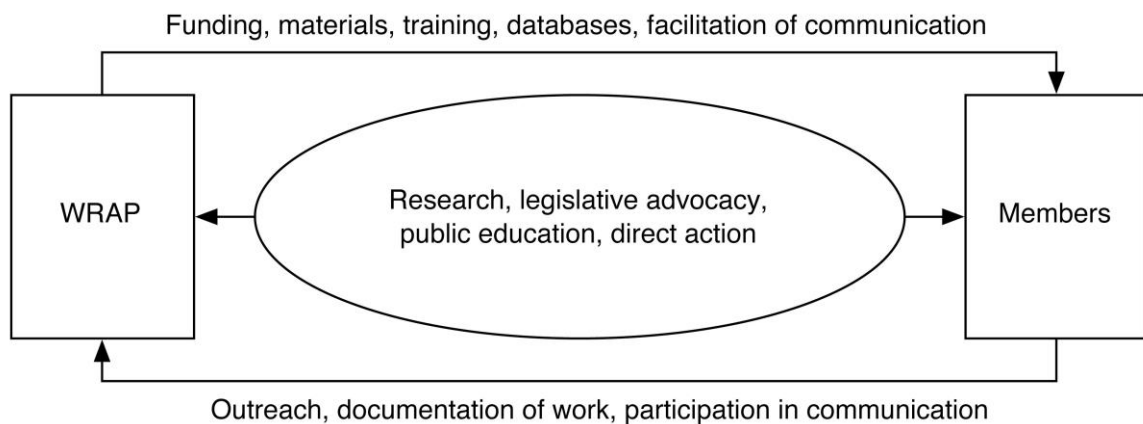 Funding, materials, training, databases, facilitation of communication
WRAP
Research, legislative advocacy,
public education, direct action
Members
Outreach, documentation of work, participation in communication